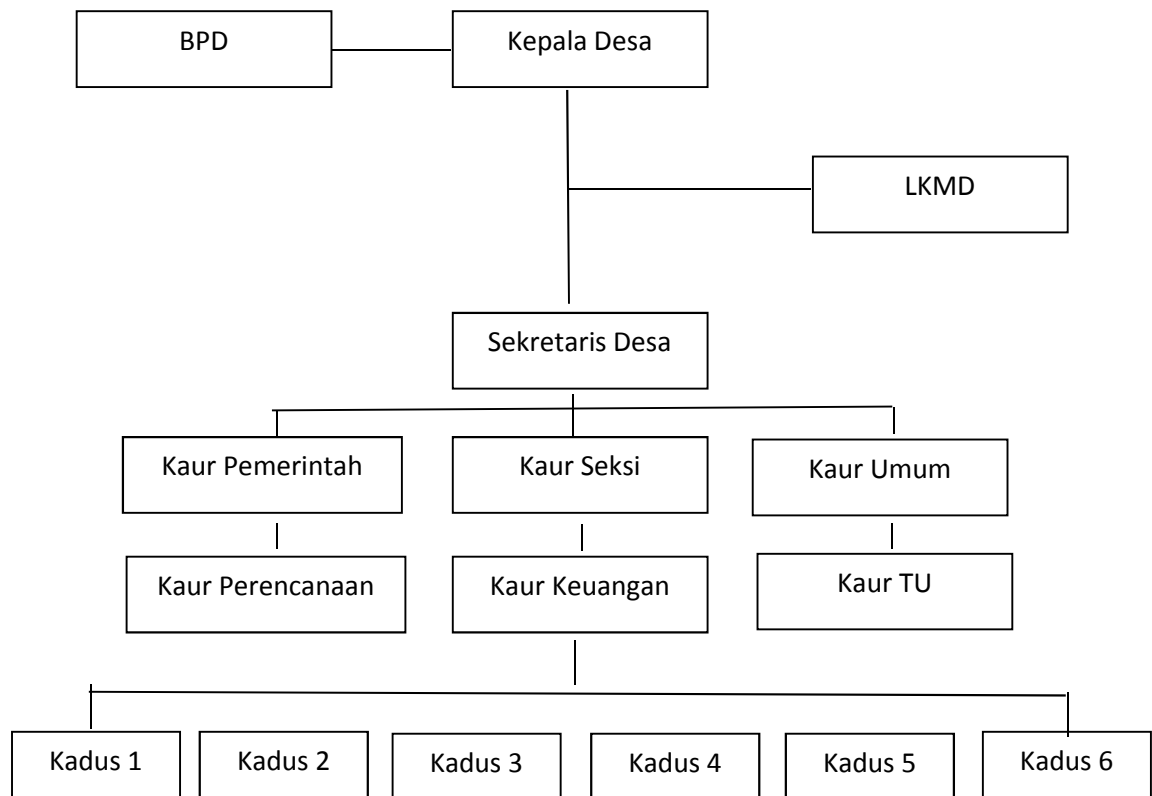 BPD
Kepala Desa
LKMD
Sekretaris Desa
Kaur Pemerintah
Kaur Seksi
Kaur Umum
Kaur Perencanaan
Kaur Keuangan
Kaur TU
Kadus 1
Kadus 2
Kadus 3
Kadus 4
Kadus 5
Kadus 6